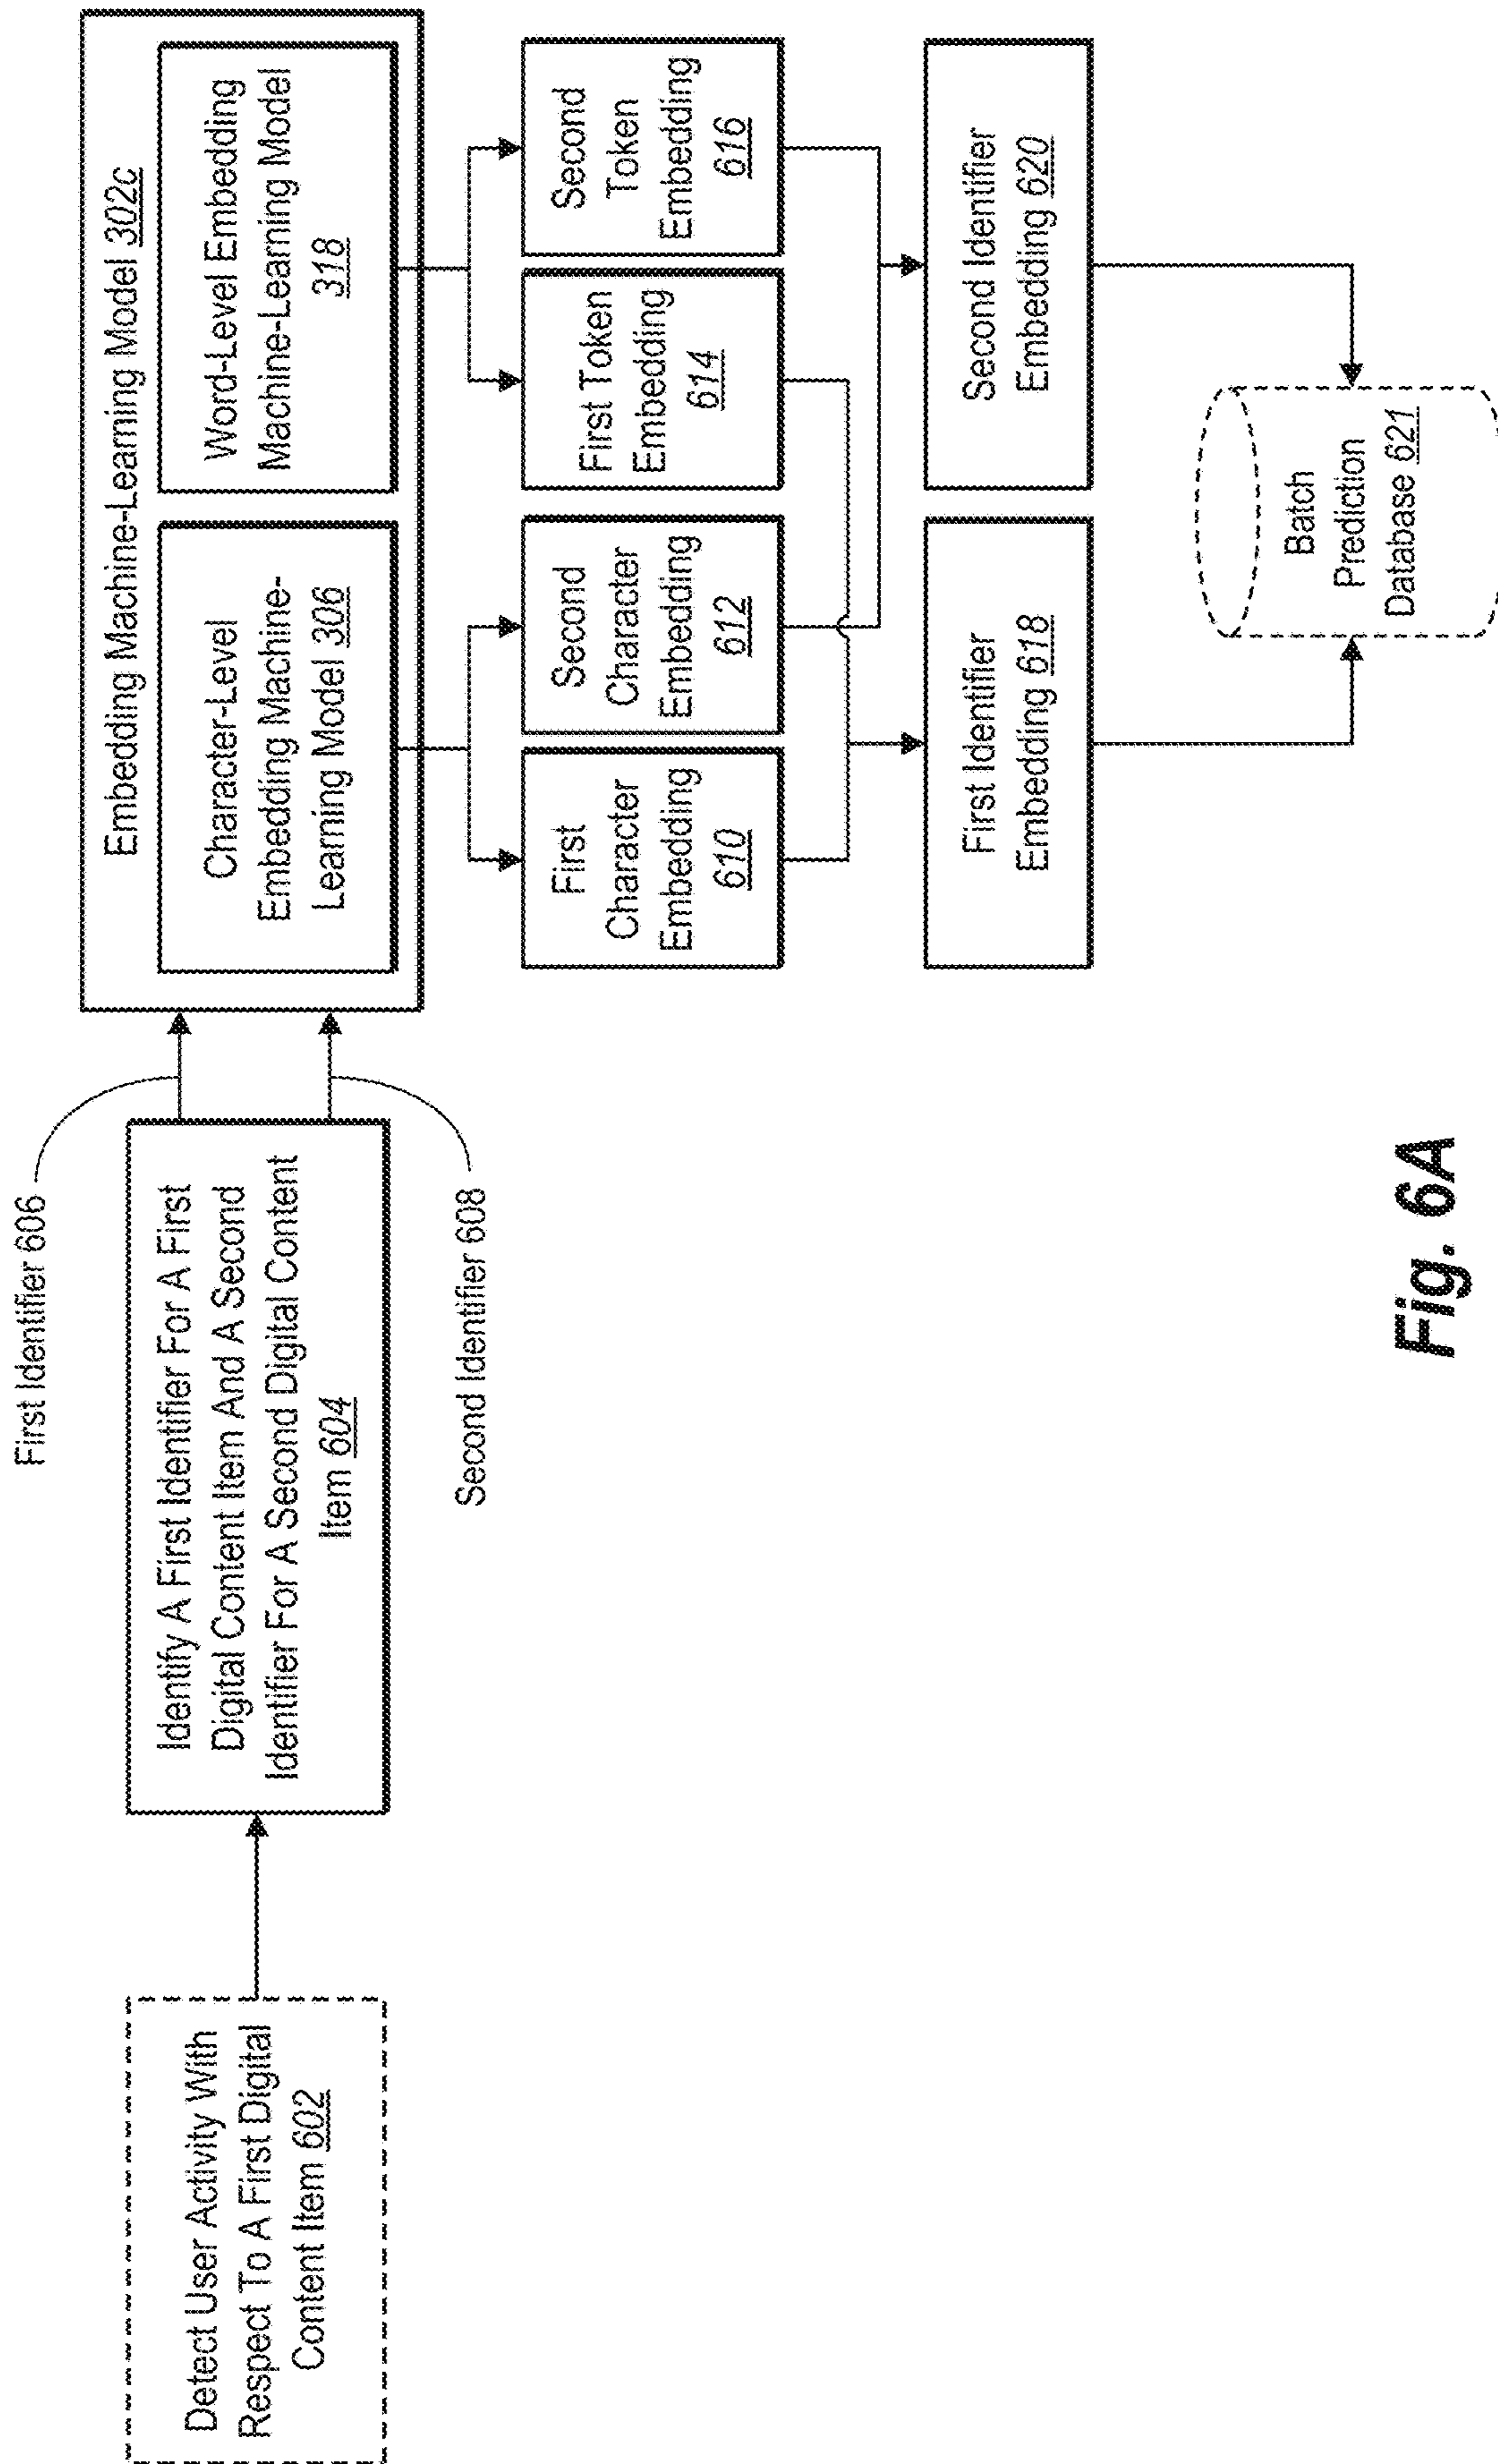 Detect User Activity With
Respect To A First Digital
Content Item 602
Identify A First Identifier For A First
Digital Content Item And A Second
Identifier For A Second Digital Content
Item 604
First Identifier 606
Second Identifier 608
Embedding Machine-Learning Model 302c
Character-Level
Embedding Machine-
Learning Model 306
Word-Level Embedding
Machine-Learning Model
318
First
Character
Embedding
610
Second
Character
Embedding
612
First Token
Embedding
614
Second
Token
Embedding
616
First Identifier
Embedding 618
Second Identifier
Embedding 620
Batch
Prediction
Database 621
Fig. 6A